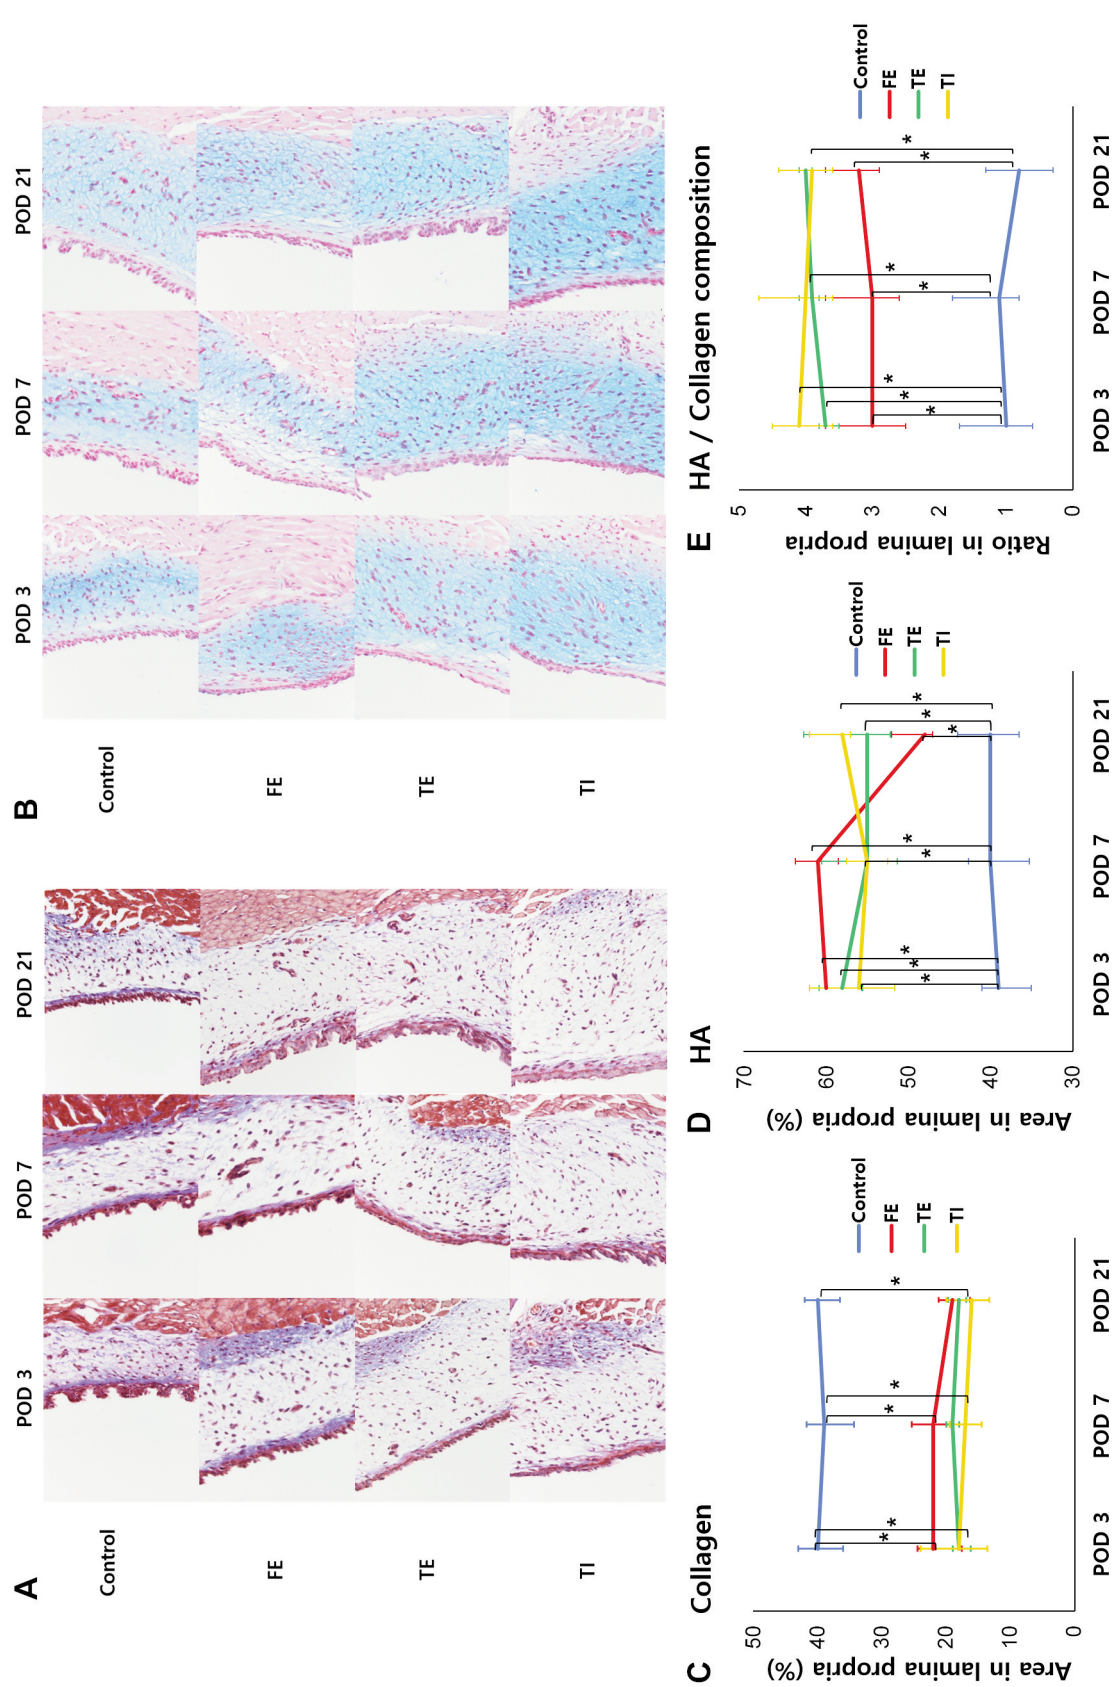 A
POD 3
POD 7
POD 21
Control
FE
TE
TI
B
POD 3
POD 7
POD 21
Control
FE
TE
TI
C
Collagen
Area in lamina propria (%)
50
40
30
20
10
0
POD 3
POD 7
POD 21
Control
FE
TE
TI
*
*
*
*
*
D
HA
Area in lamina propria (%)
70
60
50
40
30
POD 3
POD 7
POD 21
Control
FE
TE
TI
*
*
*
*
*
*
*
*
E
HA / Collagen composition
Ratio in lamina propria
5
4
3
2
1
0
POD 3
POD 7
POD 21
Control
FE
TE
TI
*
*
*
*
*
*
*